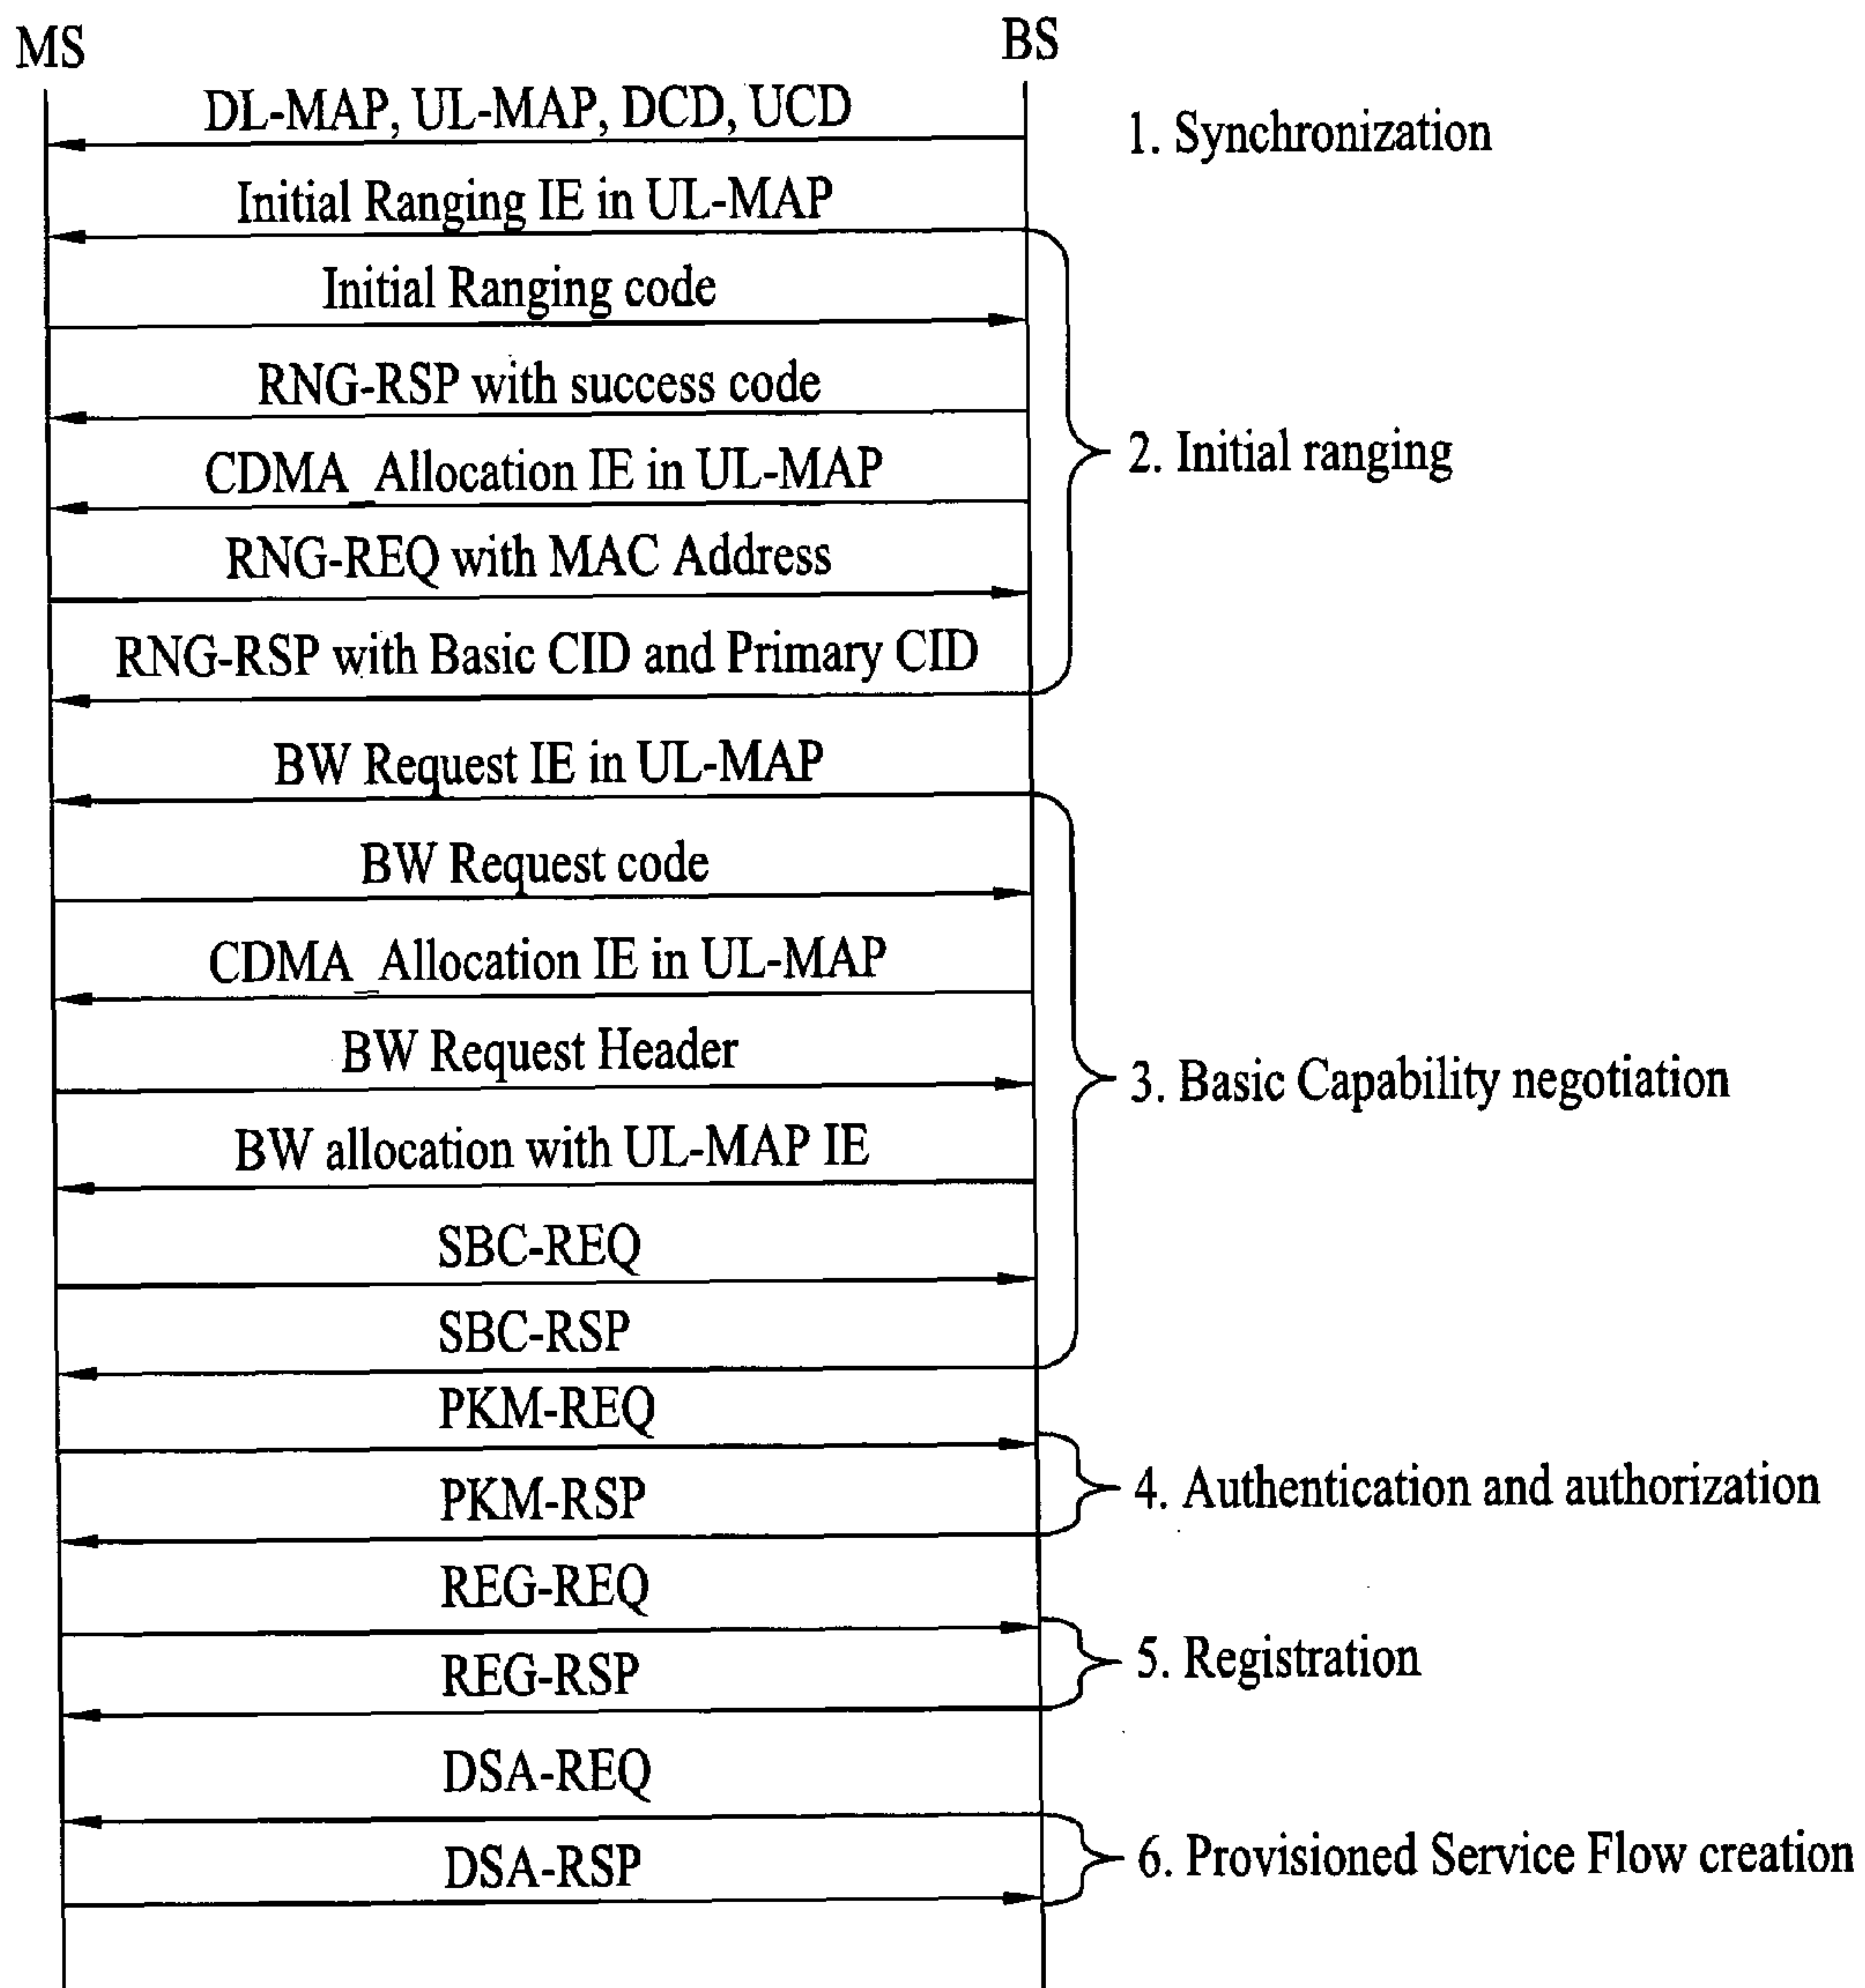 MS
BS
DL-MAP, UL-MAP, DCD, UCD
1. Synchronization
Initial Ranging IE in UL-MAP
Initial Ranging code
RNG-RSP with success code
2. Initial ranging
CDMA_Allocation IE in UL-MAP
RNG-REQ with MAC Address
RNG-RSP with Basic CID and Primary CID
BW Request IE in UL-MAP
BW Request code
CDMA_Allocation IE in UL-MAP
BW Request Header
3. Basic Capability negotiation
BW allocation with UL-MAP IE
SBC-REQ
SBC-RSP
PKM-REQ
4. Authentication and authorization
PKM-RSP
REG-REQ
5. Registration
REG-RSP
DSA-REQ
6. Provisioned Service Flow creation
DSA-RSP